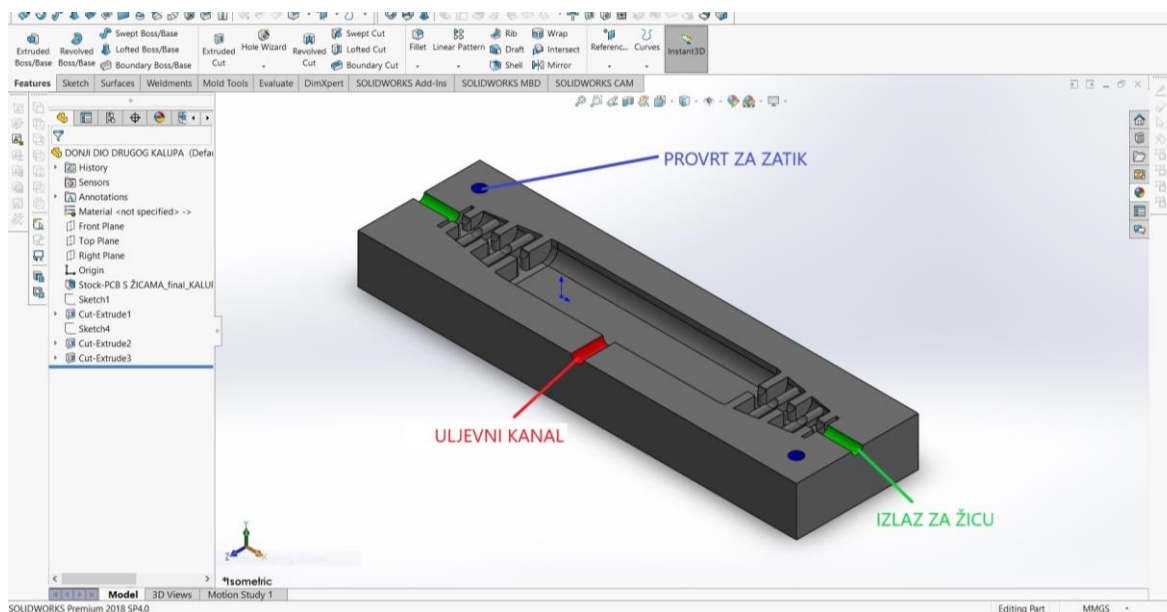 Extruded Boss/Base
Revolved Boss/Base
Swept Boss/Base
Lofted Boss/Base
Boundary Boss/Base
Extruded Cut
Hole Wizard
Revolved Cut
Swept Cut
Lofted Cut
Boundary Cut
Fillet
Linear Pattern
Rib
Draft
Shell
Wrap
Intersect
Mirror
Referenc...
Curves
Instant3D
Features Sketch Surfaces Weldments Mold Tools Evaluate DimXpert SOLIDWORKS Add-Ins SOLIDWORKS MBD SOLIDWORKS CAM
DONJI DIO DRUGOG KALUPA (Defau
History
Sensors
Annotations
Material <not specified> ->
Front Plane
Top Plane
Right Plane
Origin
Stock-PCB S ŽICAMA_final_KALUP
Sketch1
Cut-Extrude1
Sketch4
Cut-Extrude2
Cut-Extrude3
PROVRT ZA ZATIK
ULJEVNI KANAL
IZLAZ ZA ŽICU
Y
Z
*Isometric
Model 3D Views Motion Study 1
SOLIDWORKS Premium 2018 SP4.0 Editing Part MMGS